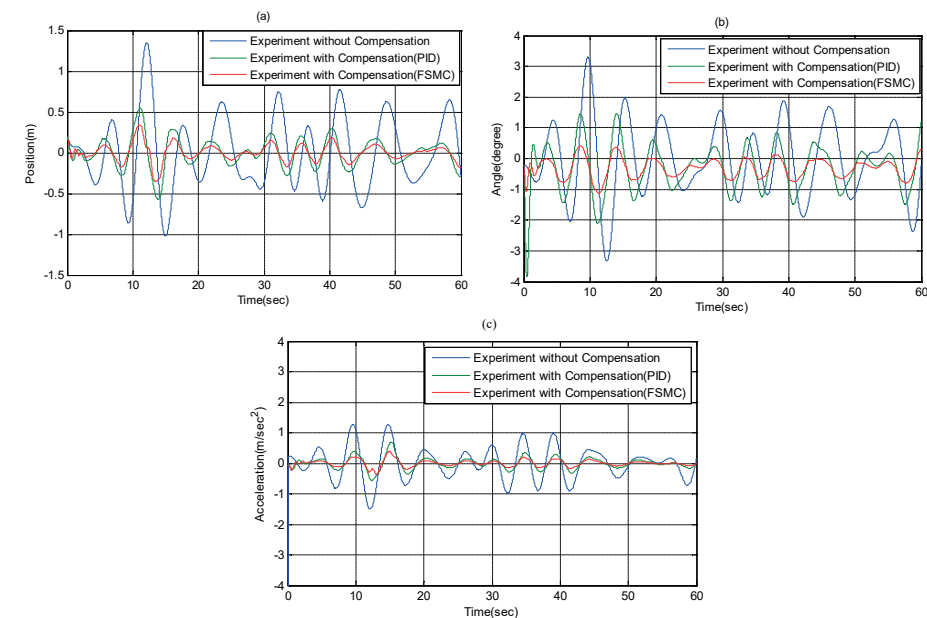 (a)
1.5
1
0.5
0
-0.5
-1
-1.5
Position(m)
0 10 20 30 40 50 60
Time(sec)
Experiment without Compensation
Experiment with Compensation(PID)
Experiment with Compensation(FSMC)
(b)
4
3
2
1
0
-1
-2
-3
-4
Angle(degree)
0 10 20 30 40 50 60
Time(sec)
Experiment without Compensation
Experiment with Compensation(PID)
Experiment with Compensation(FSMC)
(c)
4
3
2
1
0
-1
-2
-3
-4
Acceleration(m/sec²)
0 10 20 30 40 50 60
Time(sec)
Experiment without Compensation
Experiment with Compensation(PID)
Experiment with Compensation(FSMC)